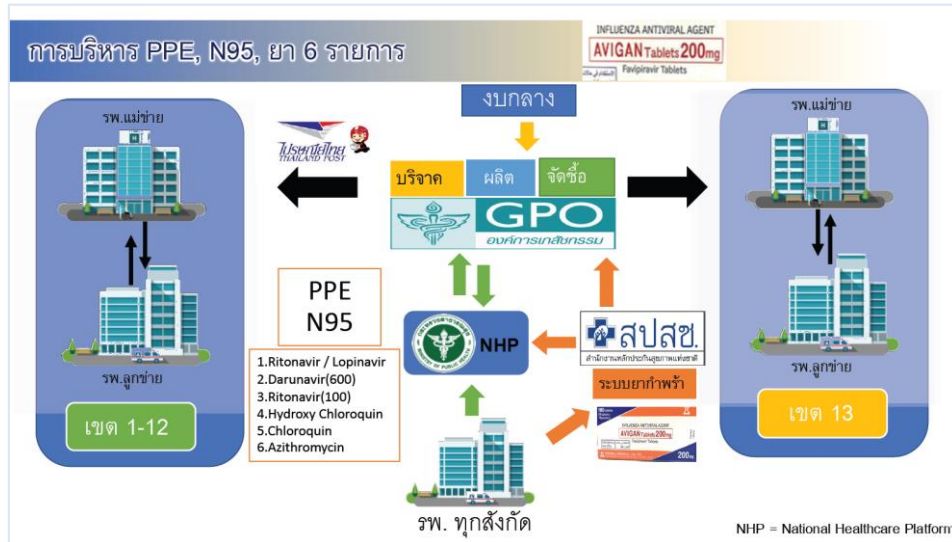 การบริหาร PPE, N95, ยา 6 รายการ
INFLUENZA ANTIVIRAL AGENT
AVIGAN Tablets 200mg
Favipiravir Tablets
งบกลาง
รพ.แม่ข่าย
รพ.ลูกข่าย
เขต 1-12
ไปรษณีย์ไทย
THAILAND POST
บริจาค
ผลิต
จัดซื้อ
GPO
องค์การเภสัชกรรม
PPE
N95
1.Ritonavir / Lopinavir
2.Darunavir(600)
3.Ritonavir(100)
4.Hydroxy Chloroquin
5.Chloroquin
6.Azithromycin
NHP
สปสช.
สำนักงานหลักประกันสุขภาพแห่งชาติ
ระบบยากำพร้า
INFLUENZA ANTIVIRAL AGENT
AVIGAN Tablets 200mg
200mg
รพ. ทุกสังกัด
รพ.แม่ข่าย
รพ.ลูกข่าย
เขต 13
NHP = National Healthcare Platform